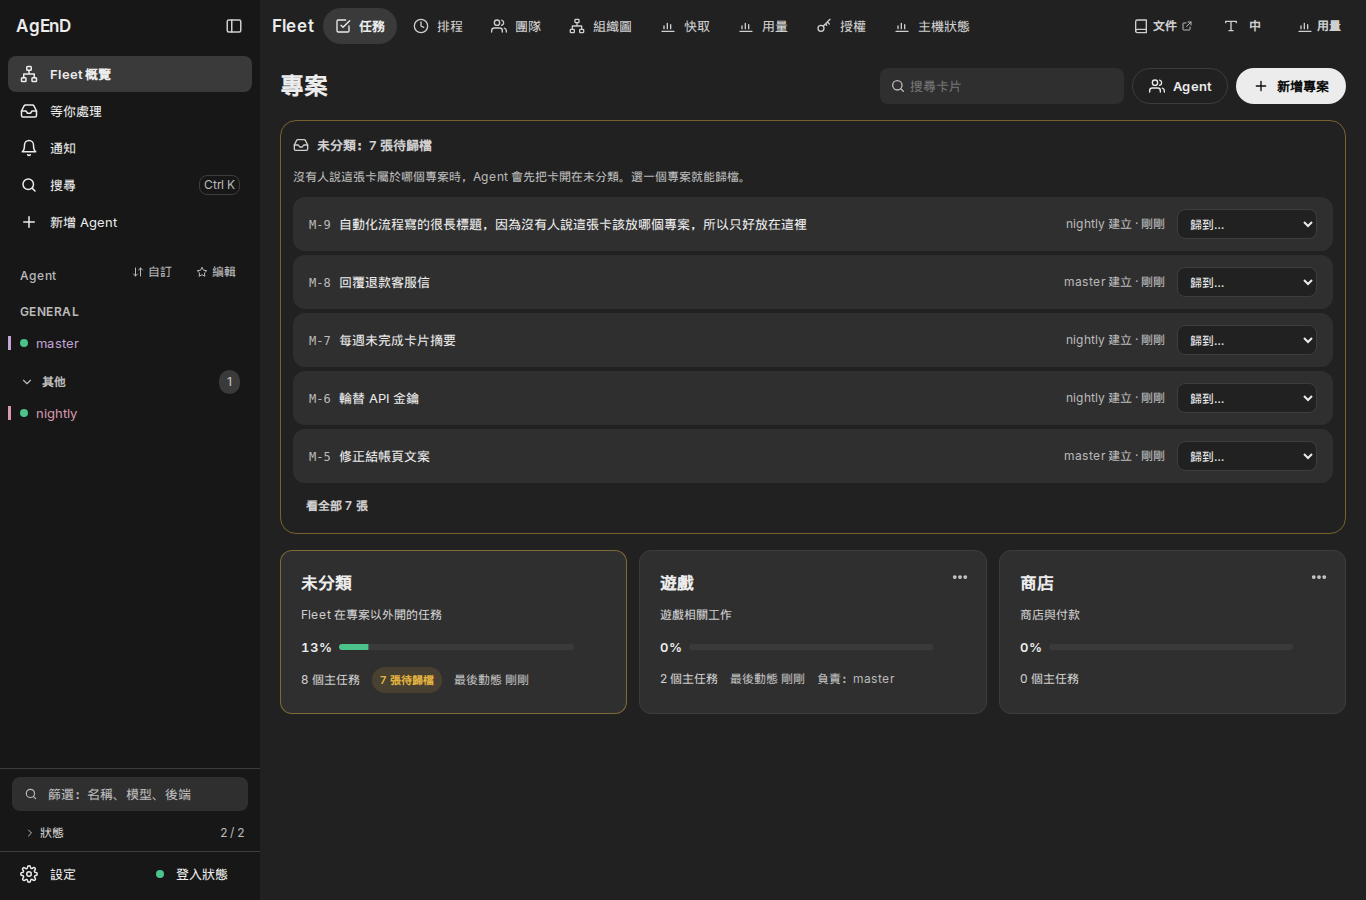 AgEnD
Fleet 概覽
等你處理
通知
搜尋 Ctrl K
新增 Agent
Agent 自訂 編輯
GENERAL
master
其他 1
nightly
篩選：名稱、模型、後端
狀態 2 / 2
設定 登入狀態
Fleet 任務 排程 團隊 組織圖 快取 用量 授權 主機狀態 文件 中 用量
專案 搜尋卡片 Agent 新增專案
未分類：7 張待歸檔
沒有人說這張卡屬於哪個專案時，Agent 會先把卡開在未分類。選一個專案就能歸檔。
M-9 自動化流程寫的很長標題，因為沒有人說這張卡該放哪個專案，所以只好放在這裡 nightly 建立 · 剛剛 歸到...
M-8 回覆退款客服信 master 建立 · 剛剛 歸到...
M-7 每週未完成卡片摘要 nightly 建立 · 剛剛 歸到...
M-6 輪替 API 金鑰 nightly 建立 · 剛剛 歸到...
M-5 修正結帳頁文案 master 建立 · 剛剛 歸到...
看全部 7 張
未分類
Fleet 在專案以外開的任務
13%
8 個主任務 7 張待歸檔 最後動態 剛剛
遊戲
遊戲相關工作
0%
2 個主任務 最後動態 剛剛 負責：master
商店
商店與付款
0%
0 個主任務